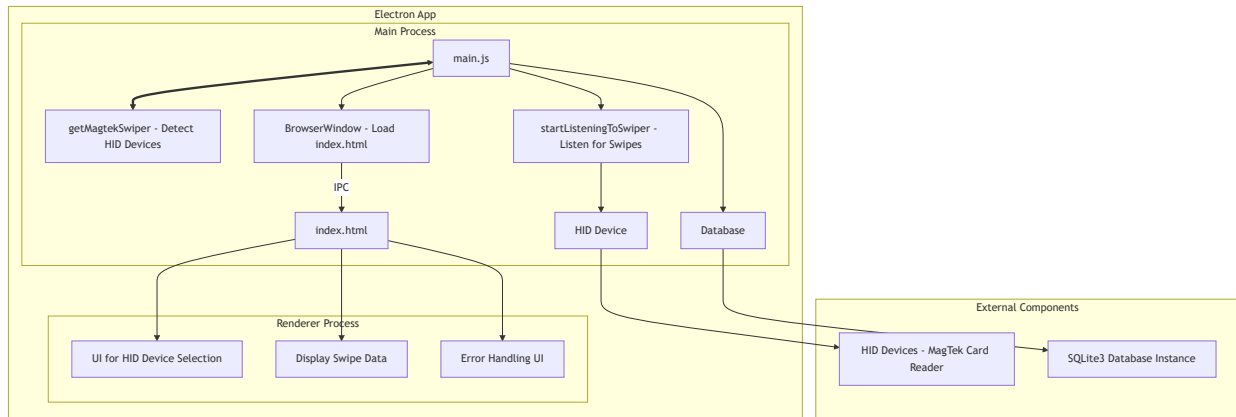 Electron App
Main Process
main.js
getMagtekSwiper - Detect
HID Devices
BrowserWindow - Load
index.html
startListeningToSwiper -
Listen for Swipes
IPC
index.html
HID Device
Database
External Components
Renderer Process
UI for HID Device Selection
Display Swipe Data
Error Handling UI
HID Devices - MagTek Card
Reader
SQLite3 Database Instance